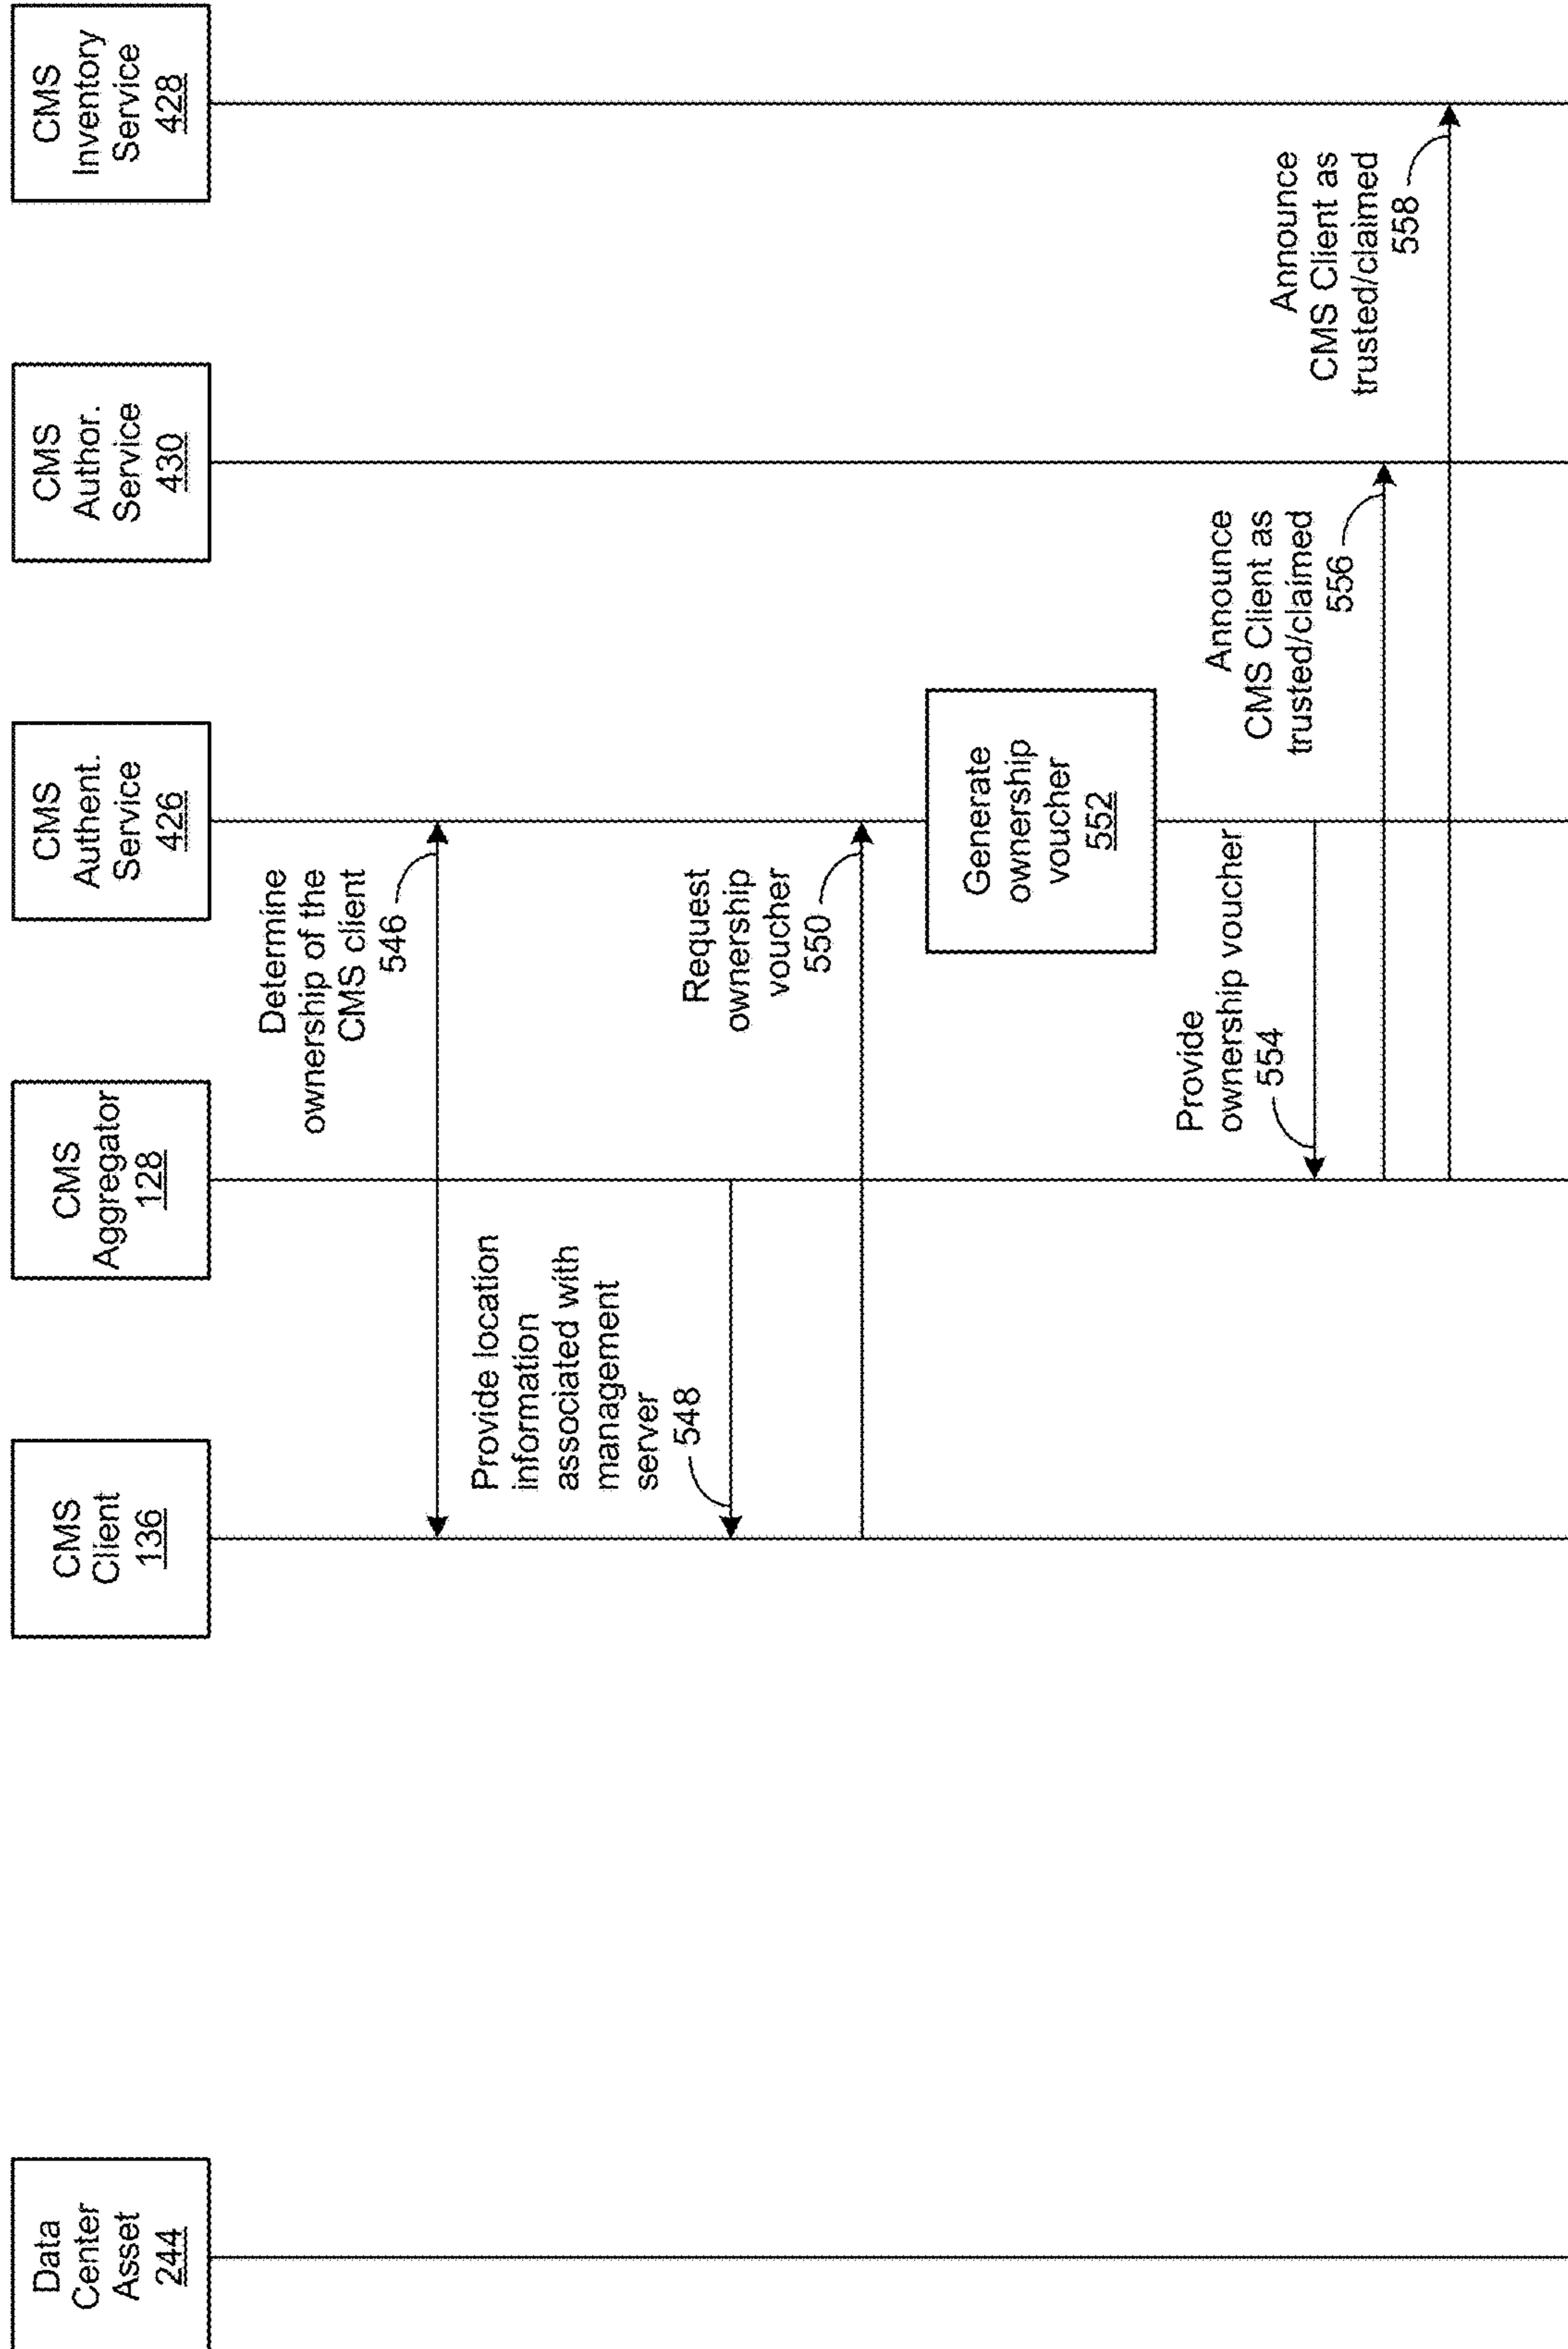 Data
Center
Asset
244
CMS
Client
136
CMS
Aggregator
128
CMS
Authent.
Service
426
CMS
Author.
Service
430
CMS
Inventory
Service
428
Determine
ownership of the
CMS client
546
Provide location
information
associated with
management
server
548
Request
ownership
voucher
550
Generate
ownership
voucher
552
Provide
ownership voucher
554
Announce
CMS Client as
trusted/claimed
556
Announce
CMS Client as
trusted/claimed
558